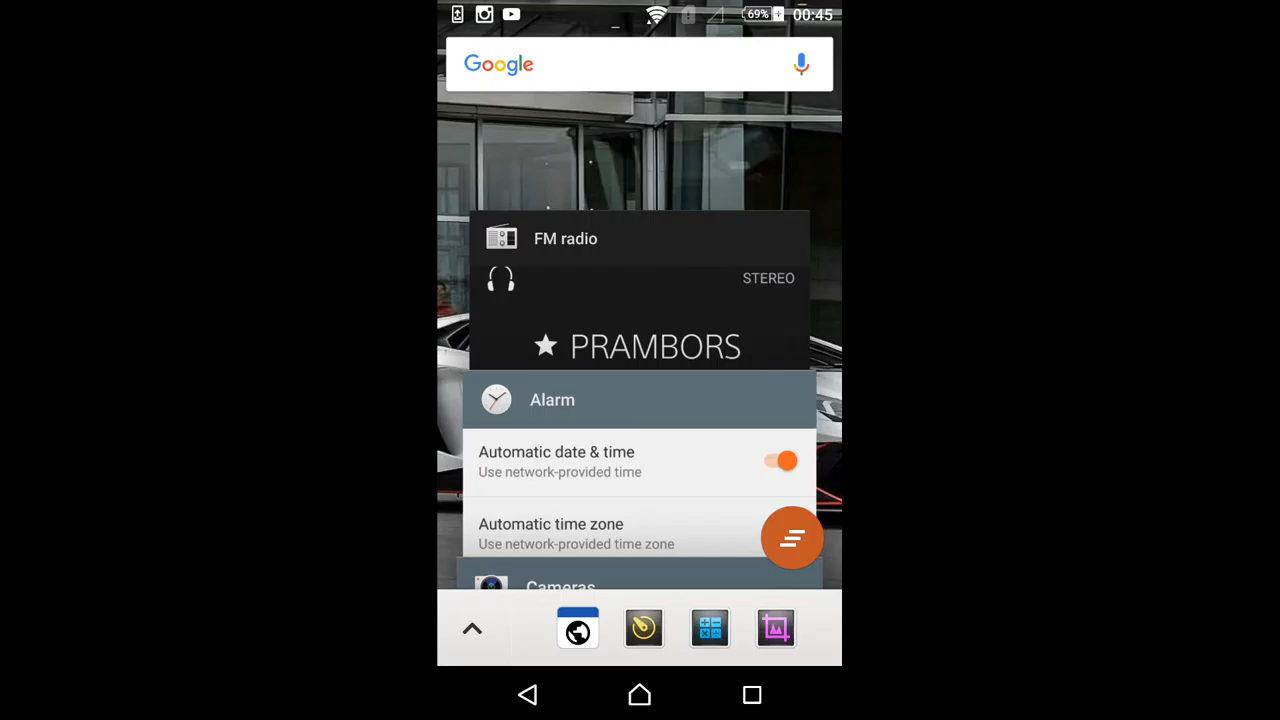 69%
00:45
Google
FM radio
STEREO
PRAMBORS
Alarm
Automatic date & time
Use network-provided time
Automatic time zone
Use network-provided time zone
Cameras